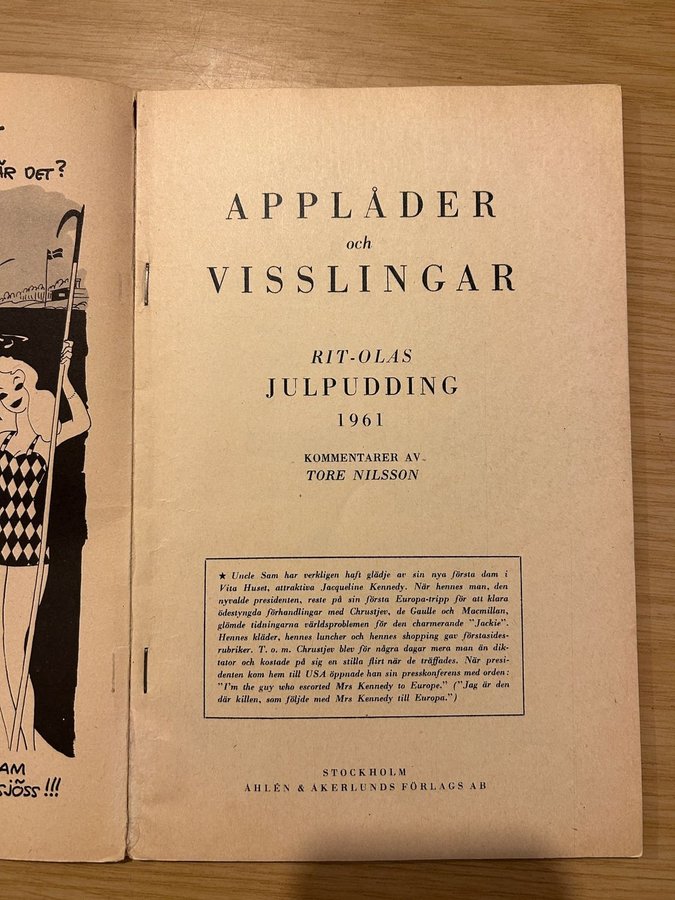 ÄR DET?
AM
SJÖSS!!!
APPLÅDER
och
VISSLINGAR
RIT-OLAS
JULPUDDING
1961
KOMMENTARER AV
TORE NILSSON
★ Uncle Sam har verkligen haft glädje av sin nya första dam i
Vita Huset, attraktiva Jacqueline Kennedy. När hennes man, den
nyvalde presidenten, reste på sin första Europa-tripp för att klara
ödestyngda förhandlingar med Chrustjev, de Gaulle och Macmillan,
glömde tidningarna världsproblemen för den charmerande "Jackie".
Hennes kläder, hennes luncher och hennes shopping gav förstasides-
rubriker. T. o. m. Chrustjev blev för några dagar mera man än dik-
tator och kostade på sig en stilla flirt när de träffades. När presi-
denten kom hem till USA öppnade han sin presskonferens med orden:
"I'm the guy who escorted Mrs Kennedy to Europe." ("Jag är den
där killen, som följde med Mrs Kennedy till Europa.")
STOCKHOLM
ÅHLÉN & ÅKERLUNDS FÖRLAGS AB